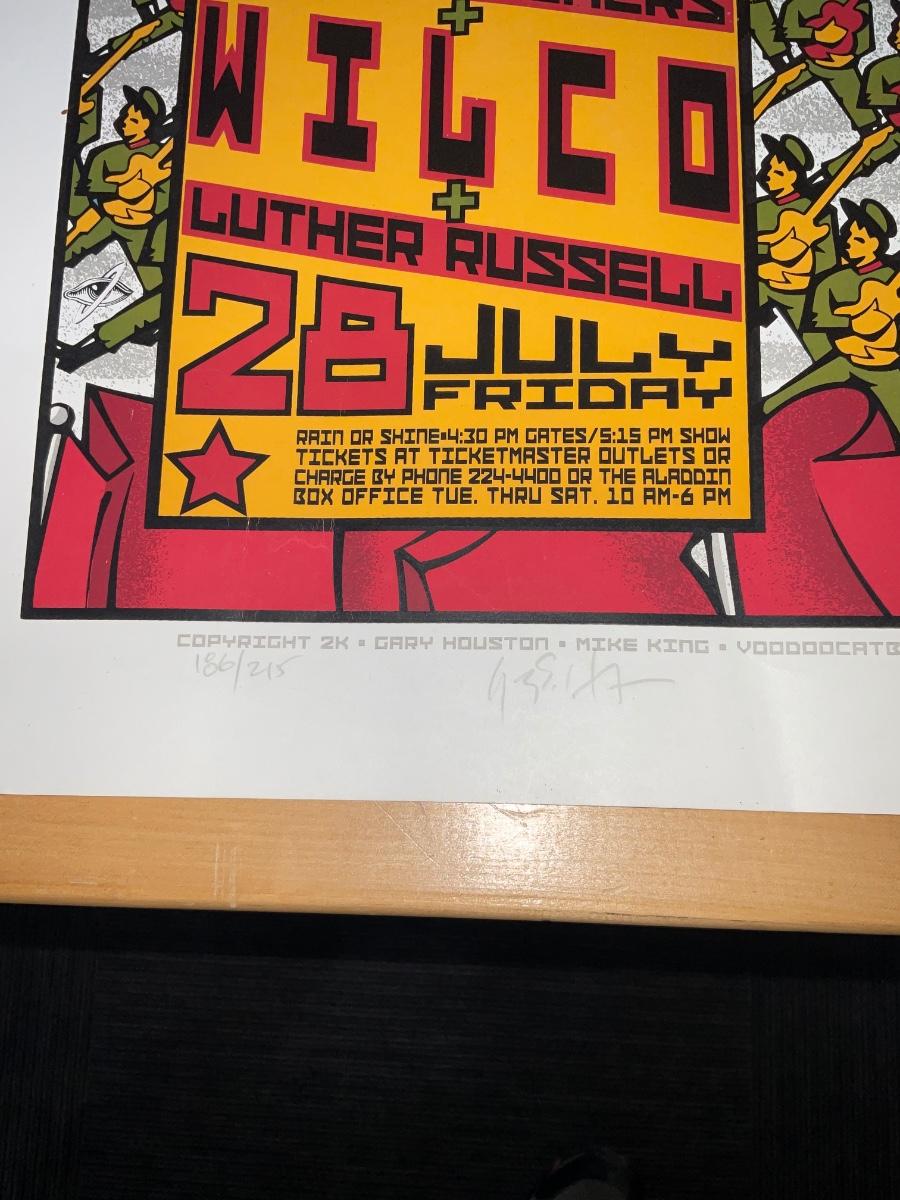 +
WILCO
+
LUTHER RUSSELL
28 JULY
FRIDAY
RAIN OR SHINE▪4:30 PM GATES/5:15 PM SHOW
TICKETS AT TICKETMASTER OUTLETS OR
CHARGE BY PHONE 224-4400 OR THE ALADDIN
BOX OFFICE TUE. THRU SAT. 10 AM-6 PM
COPYRIGHT 2K ▪ GARY HOUSTON ▪ MIKE KING ▪ VOODOOCATB
186/215